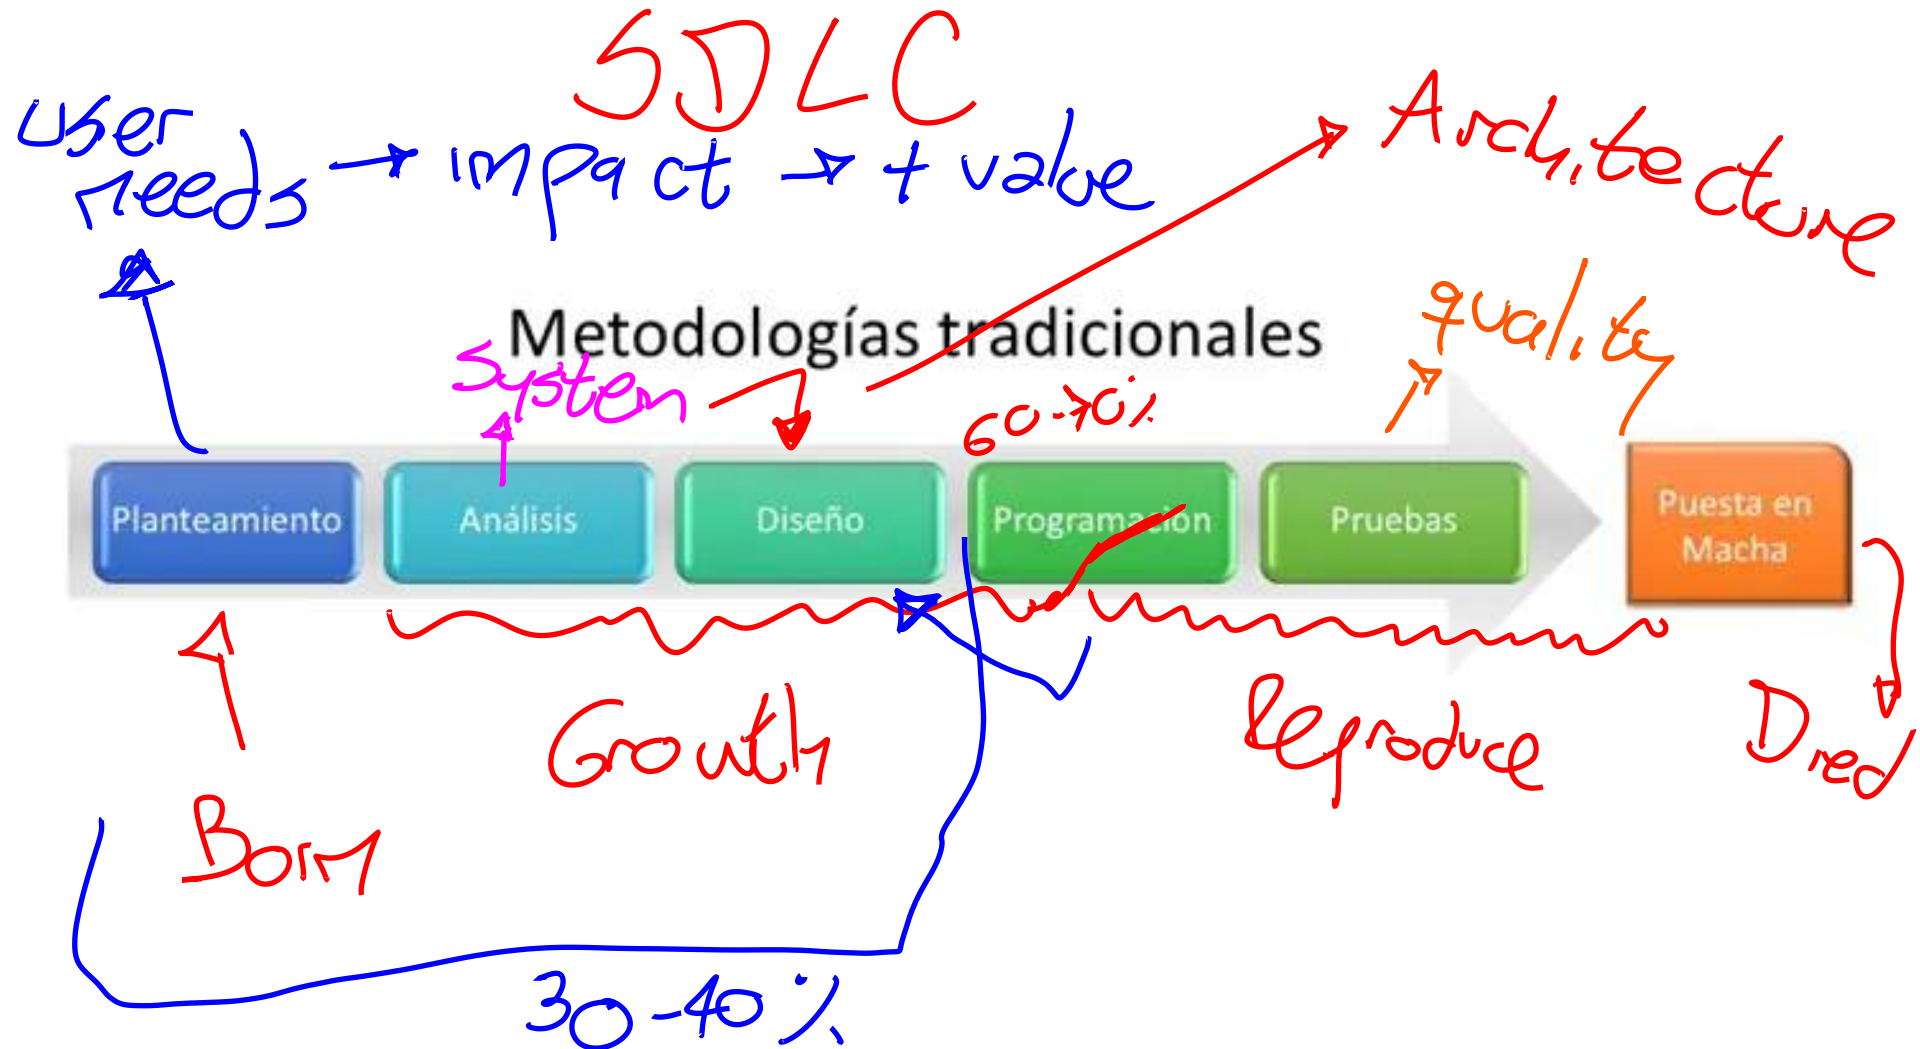 SDLC
user
needs → impact → + value
Architecture
Metodologías tradicionales
quality
System
60-70%
Planteamiento
Análisis
Diseño
Programación
Pruebas
Puesta en
Macha
Growth
Reproduce
Died
Born
30-40%